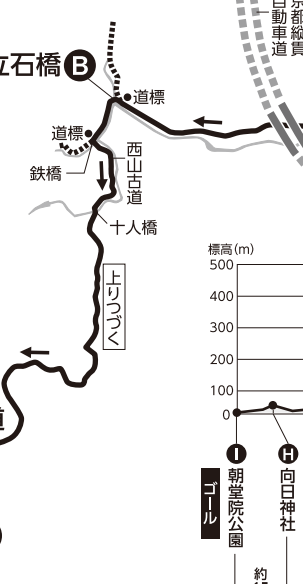 京都縦貫
自動車道
立石橋 B
道標
道標
西山古道
鉄橋
十人橋
上りつづく
道
標高(m)
500
400
300
200
100
0
I
H
ゴール
朝堂院公園
向日神社
約